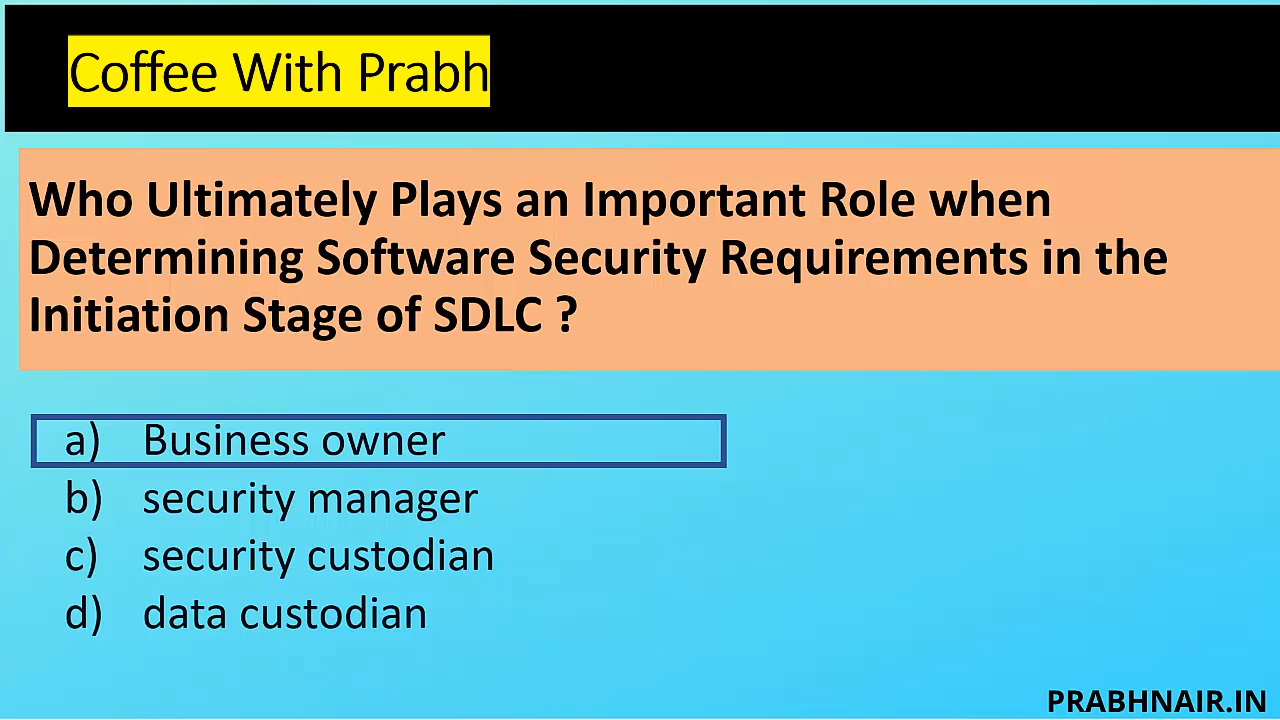 Coffee With Prabh
Who Ultimately Plays an Important Role when
Determining Software Security Requirements in the
Initiation Stage of SDLC ?
a) Business owner
b) security manager
c) security custodian
d) data custodian
PRABHNAIR.IN